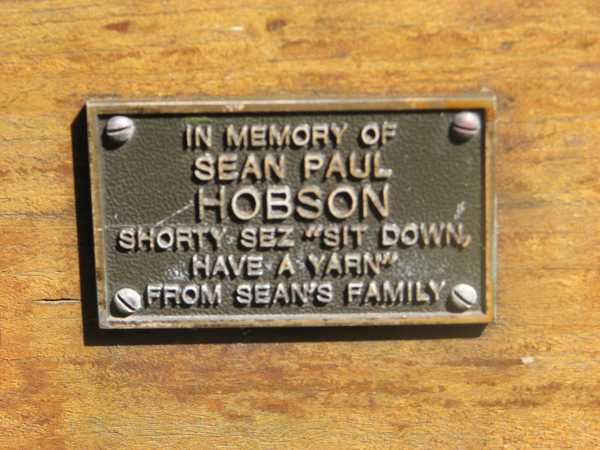 IN MEMORY OF
SEAN PAUL
HOBSON
SHORTY SEZ "SIT DOWN,
HAVE A YARN"
FROM SEAN'S FAMILY